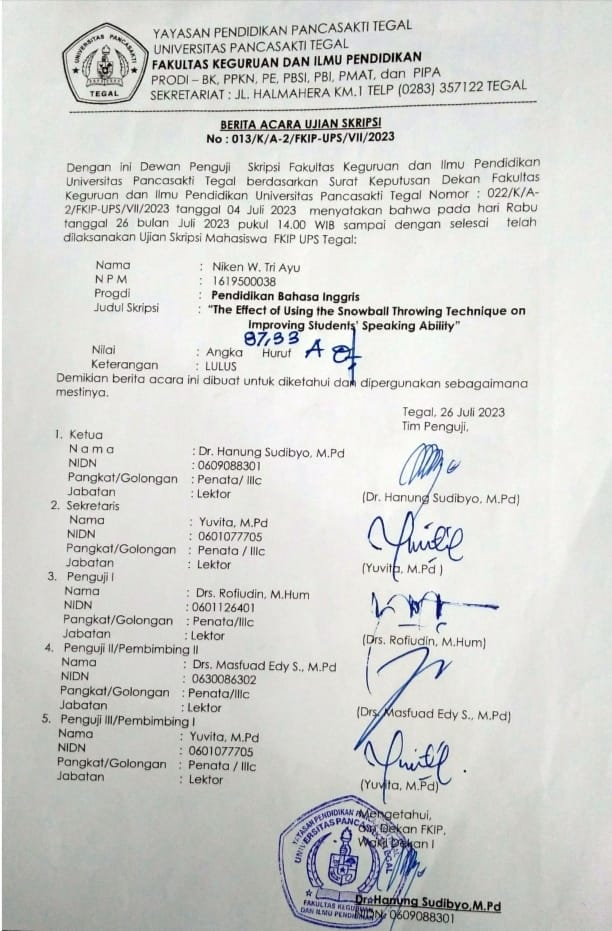 UNIVERSITAS PANCASAKTI
TEGAL
YAYASAN PENDIDIKAN PANCASAKTI TEGAL
UNIVERSITAS PANCASAKTI TEGAL
FAKULTAS KEGURUAN DAN ILMU PENDIDIKAN
PRODI – BK, PPKN, PE, PBSI, PBI, PMAT, dan PIPA
SEKRETARIAT : JL. HALMAHERA KM.1 TELP (0283) 357122 TEGAL
BERITA ACARA UJIAN SKRIPSI
No : 013/K/A-2/FKIP-UPS/VII/2023
Dengan ini Dewan Penguji Skripsi Fakultas Keguruan dan Ilmu Pendidikan
Universitas Pancasakti Tegal berdasarkan Surat Keputusan Dekan Fakultas
Keguruan dan Ilmu Pendidikan Universitas Pancasakti Tegal Nomor : 022/K/A-
2/FKIP-UPS/VII/2023 tanggal 04 Juli 2023 menyatakan bahwa pada hari Rabu
tanggal 26 bulan Juli 2023 pukul 14.00 WIB sampai dengan selesai telah
dilaksanakan Ujian Skripsi Mahasiswa FKIP UPS Tegal:
Nama : Niken W. Tri Ayu
N P M : 1619500038
Progdi : Pendidikan Bahasa Inggris
Judul Skripsi : "The Effect of Using the Snowball Throwing Technique on
Improving Students' Speaking Ability"
87,33
Nilai : Angka Huruf A
Keterangan : LULUS
Demikian berita acara ini dibuat untuk diketahui dan dipergunakan sebagaimana
mestinya.
Tegal, 26 Juli 2023
Tim Penguji,
1. Ketua
N a m a : Dr. Hanung Sudibyo, M.Pd
NIDN : 0609088301
Pangkat/Golongan : Penata/ IIIc
Jabatan : Lektor
(Dr. Hanung Sudibyo, M.Pd)
2. Sekretaris
Nama : Yuvita, M.Pd
NIDN : 0601077705
Pangkat/Golongan : Penata / IIIc
Jabatan : Lektor
(Yuvita, M.Pd )
3. Penguji I
Nama : Drs. Rofiudin, M.Hum
NIDN : 0601126401
Pangkat/Golongan : Penata/IIIc
Jabatan : Lektor
(Drs. Rofiudin, M.Hum)
4. Penguji II/Pembimbing II
Nama : Drs. Masfuad Edy S., M.Pd
NIDN : 0630086302
Pangkat/Golongan : Penata/IIIc
Jabatan : Lektor
(Drs. Masfuad Edy S., M.Pd)
5. Penguji III/Pembimbing I
Nama : Yuvita, M.Pd
NIDN : 0601077705
Pangkat/Golongan : Penata / IIIc
Jabatan : Lektor
(Yuvita, M.Pd)
Mengetahui,
Dekan FKIP,
Wakil Dekan I
YAYASAN PENDIDIKAN PANCASAKTI TEGAL
UNIVERSITAS PANCASAKTI TEGAL
FAKULTAS KEGURUAN
DAN ILMU PENDIDIKAN
Dr. Hanung Sudibyo,M.Pd
NIDN: 0609088301